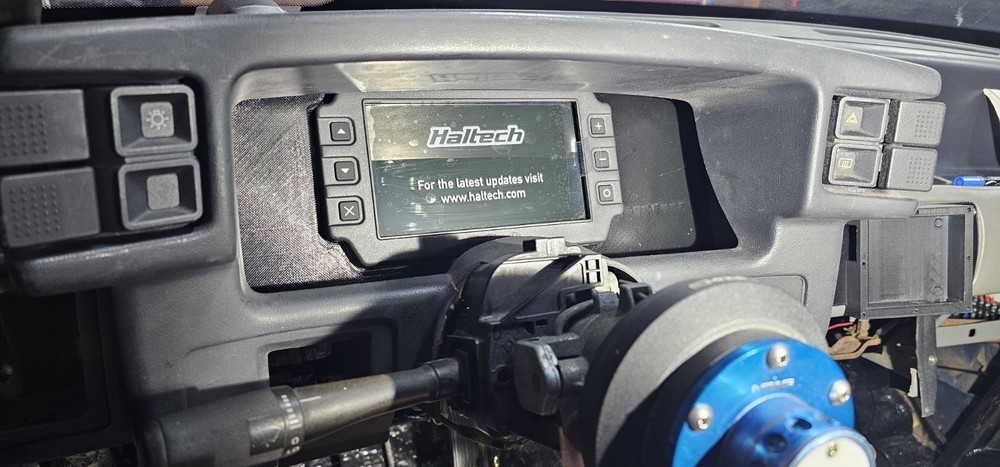 Haltech
For the latest updates visit
www.haltech.com